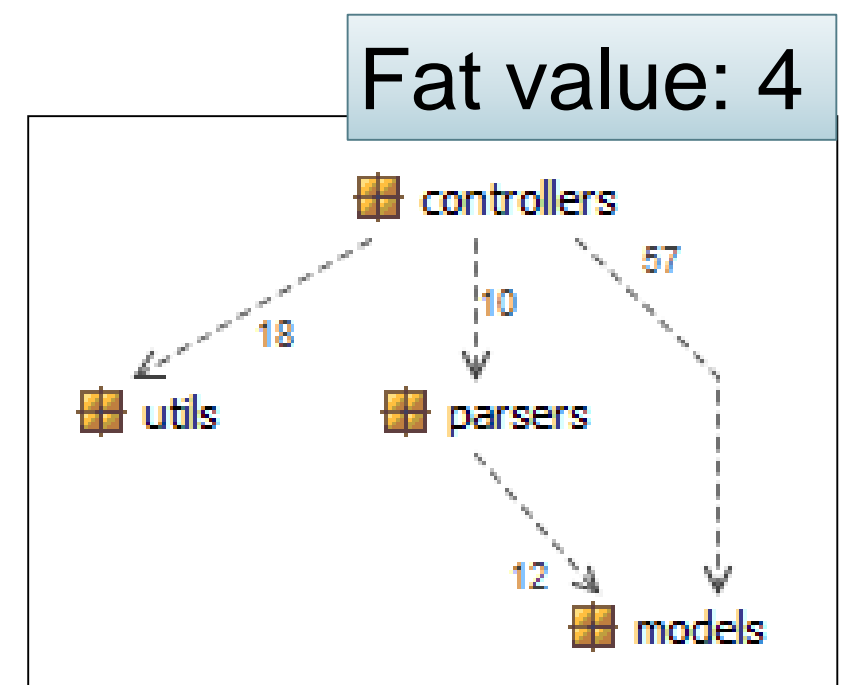 Fat value: 4
controllers
57
10
18
utils
parsers
12
models